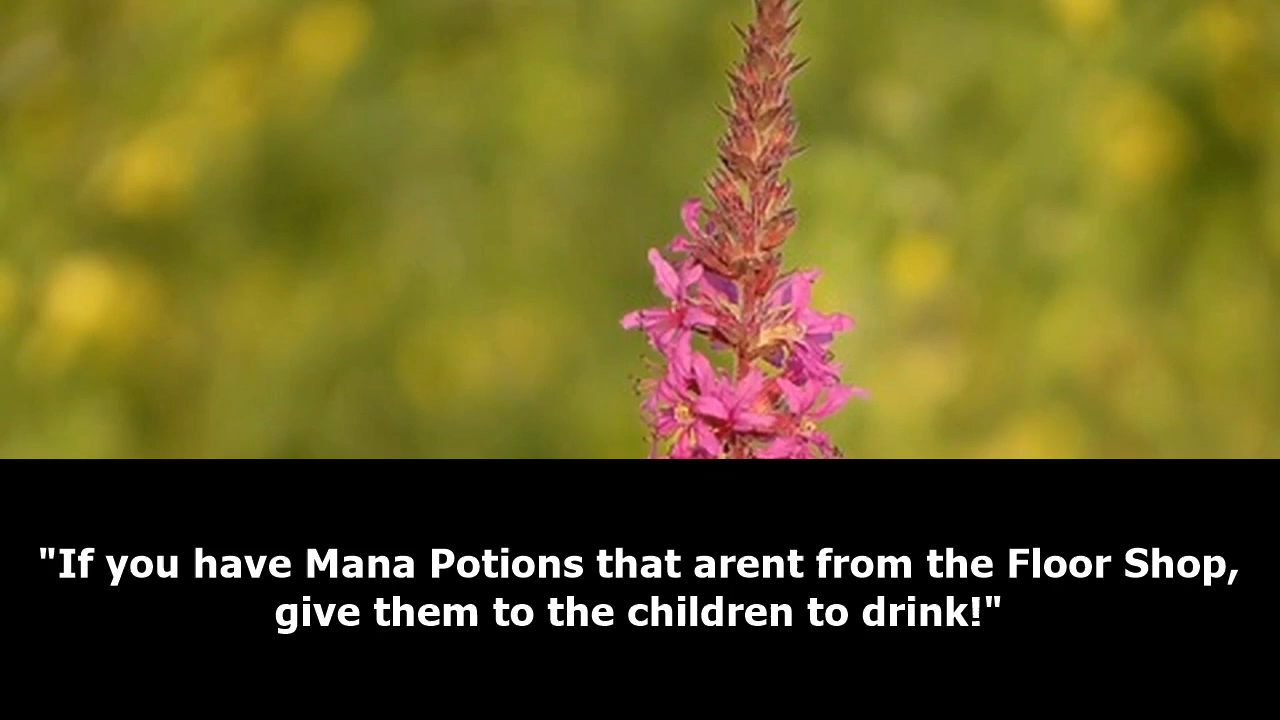 "If you have Mana Potions that arent from the Floor Shop,
give them to the children to drink!"